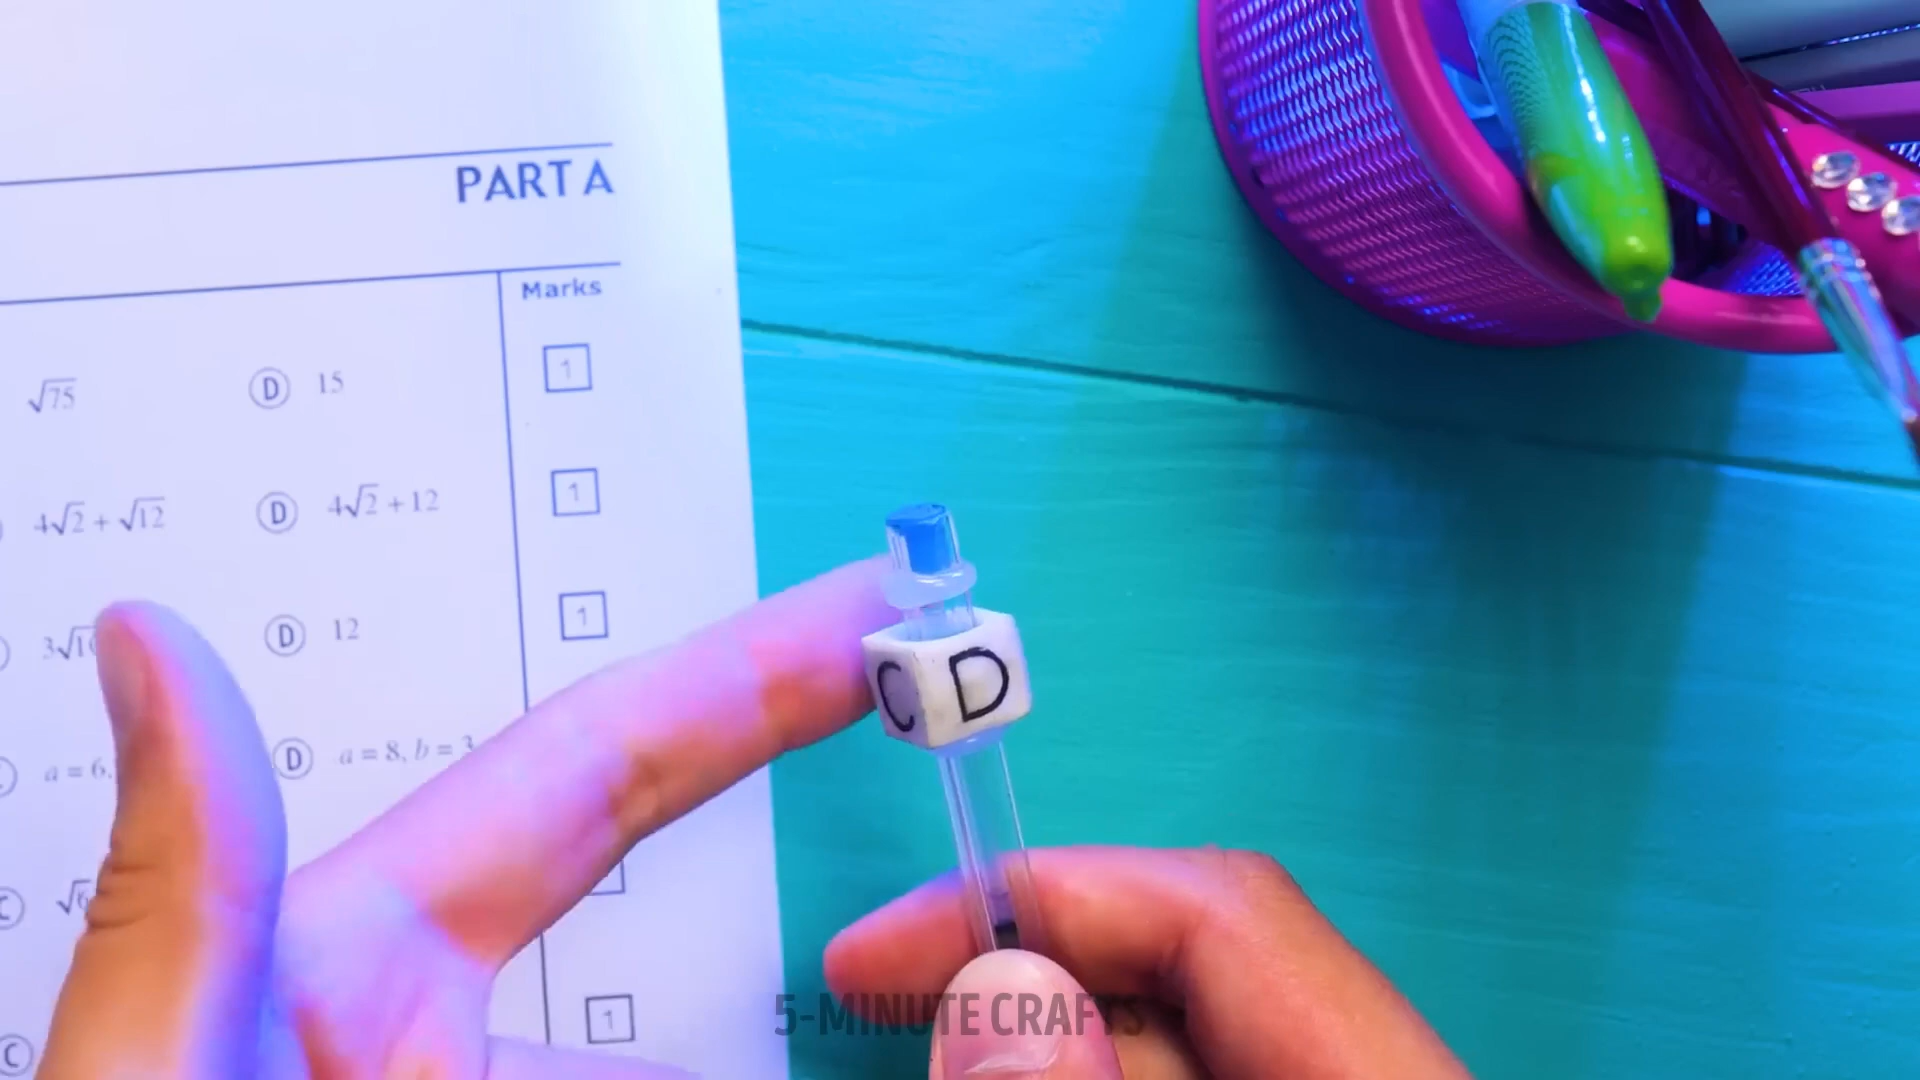 PART A
Marks
√75 D 15 1
4√2 + √12 D 4√2 + 12 1
D 12 1
a = 6. D a = 8, b = 3
C
1
C
C D
5-MINUTE CRAFTS